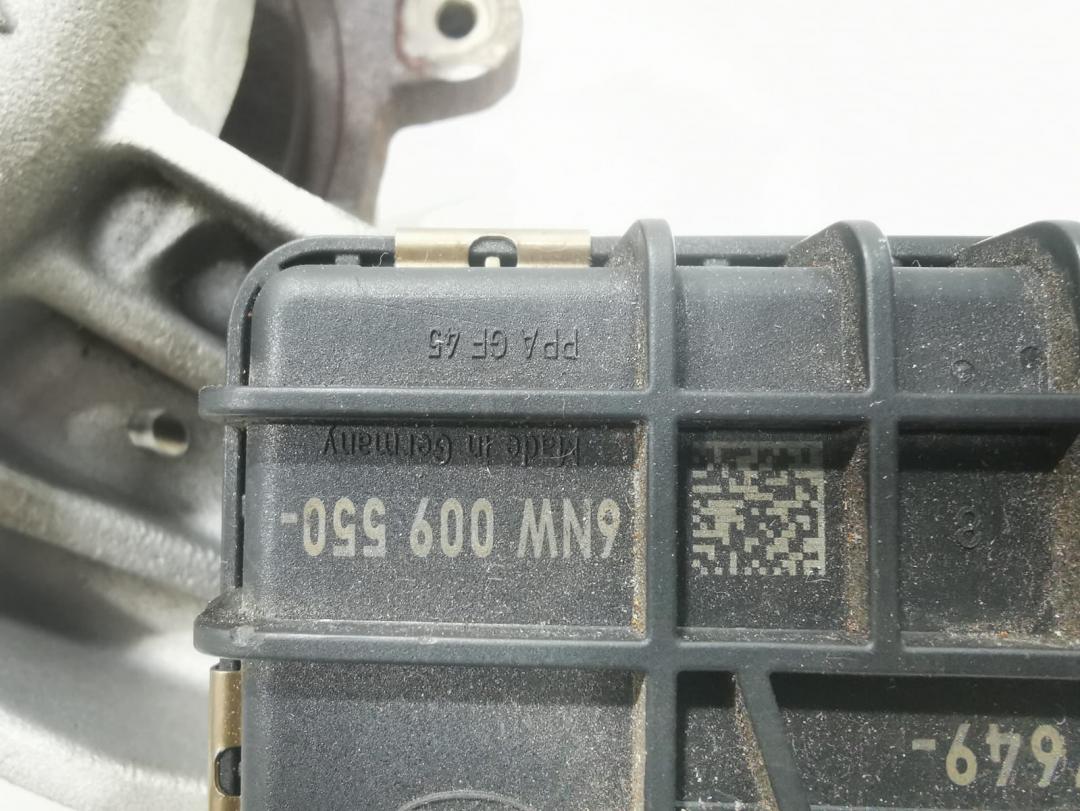 649-
6NW 009 550-
Made in Germany
PPA GF 45